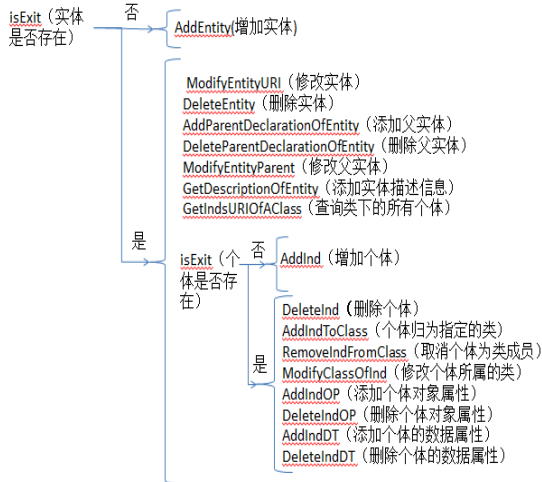 isExit（实体
是否存在）
否
AddEntity(增加实体)
是
ModifyEntityURI（修改实体）
DeleteEntity（删除实体）
AddParentDeclarationOfEntity（添加父实体）
DeleteParentDeclarationOfEntity（删除父实体）
ModifyEntityParent（修改父实体）
GetDescriptionOfEntity（添加实体描述信息）
GetIndsURIOfAClass（查询类下的所有个体）
isExit（个
体是否存
在）
否
AddInd（增加个体）
是
DeleteInd（删除个体）
AddIndToClass（个体归为指定的类）
RemoveIndFromClass（取消个体为类成员）
ModifyClassOfInd（修改个体所属的类）
AddIndOP（添加个体对象属性）
DeleteIndOP（删除个体对象属性）
AddIndDT（添加个体的数据属性）
DeleteIndDT（删除个体的数据属性）